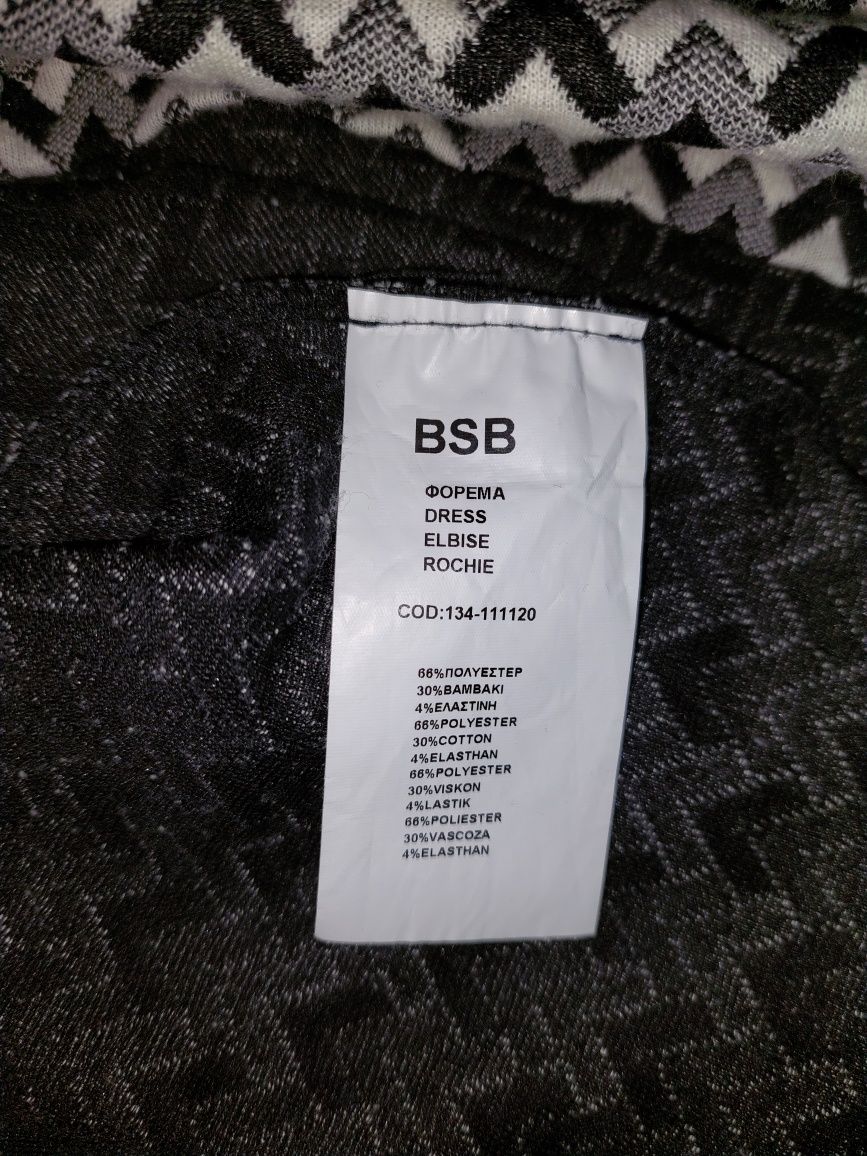 BSB
ΦΟΡΕΜΑ
DRESS
ELBISE
ROCHIE
COD:134-111120
66%ΠΟΛΥΕΣΤΕΡ
30%ΒΑΜΒΑΚΙ
4%ΕΛΑΣΤΙΝΗ
66%POLYESTER
30%COTTON
4%ELASTHAN
66%POLYESTER
30%VISKON
4%LASTIK
66%POLIESTER
30%VASCOZA
4%ELASTHAN